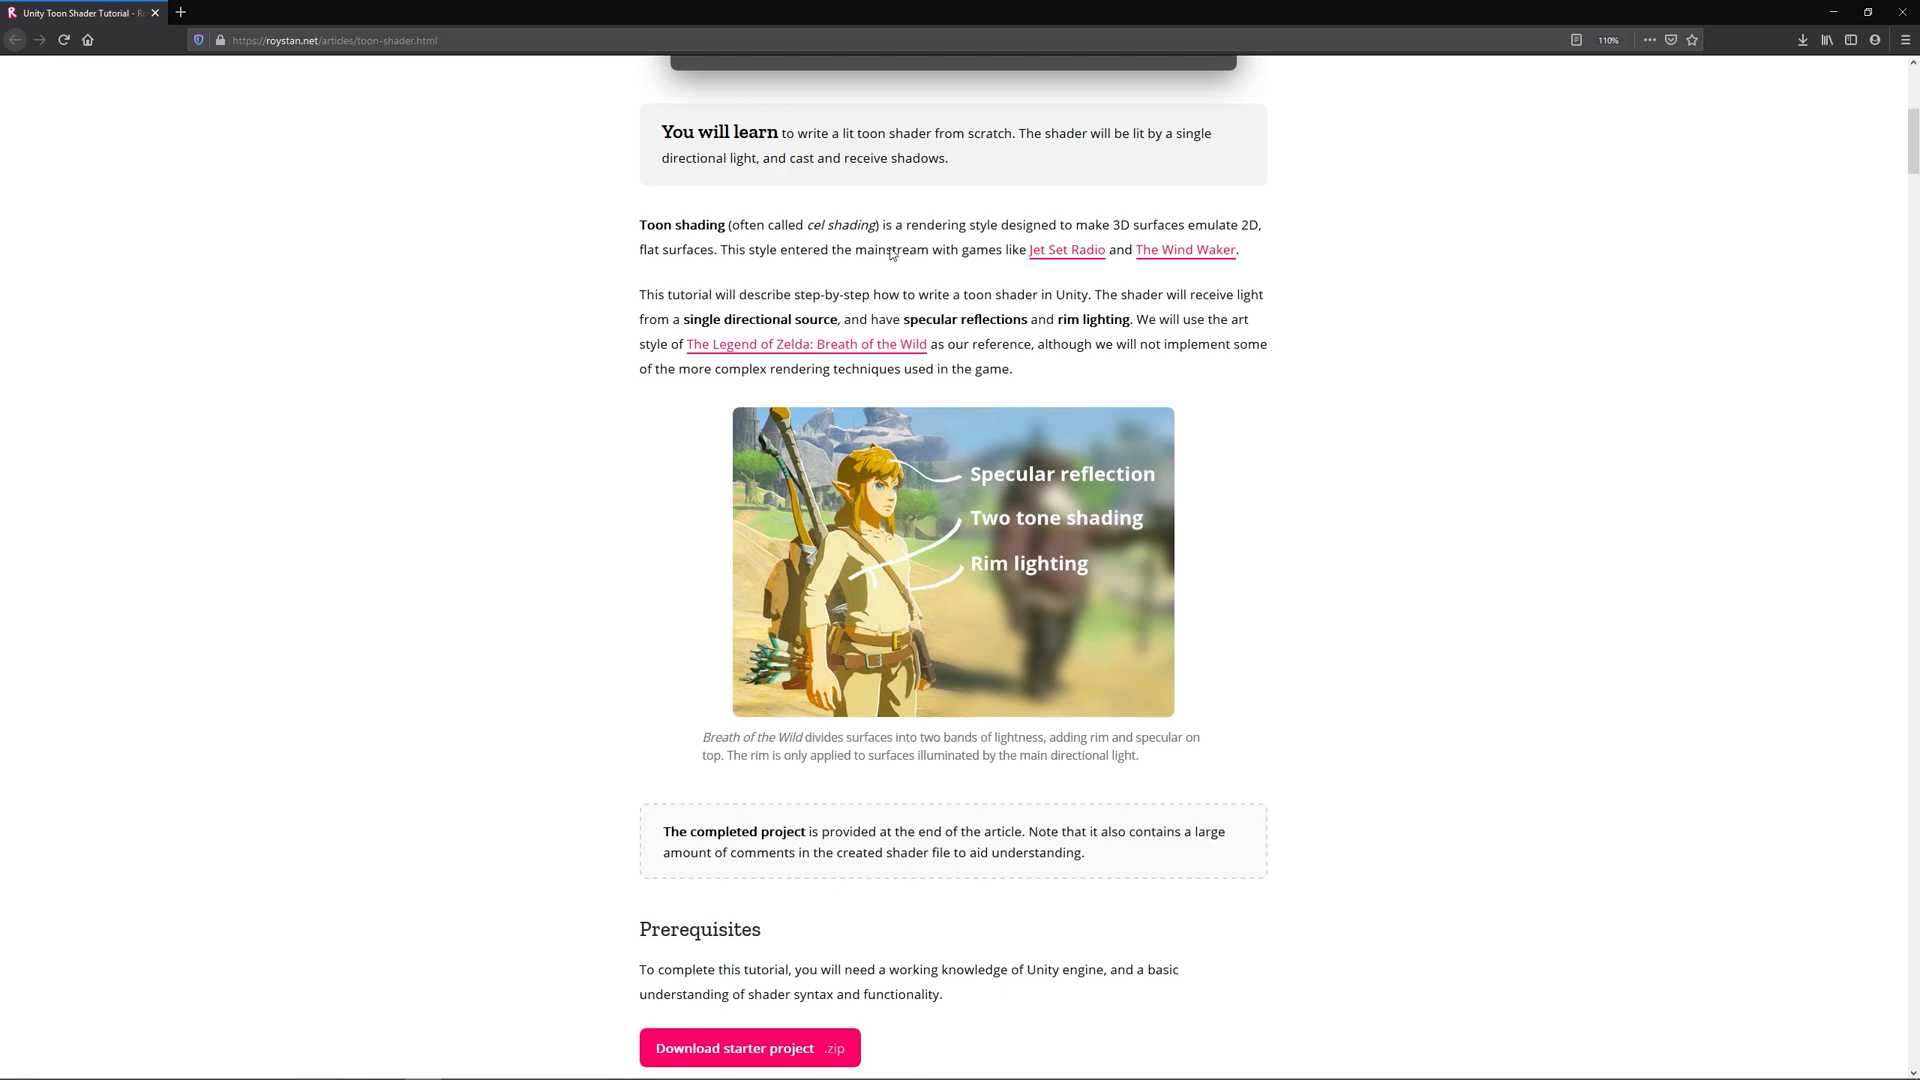 Unity Toon Shader Tutorial - Ro
https://roystan.net/articles/toon-shader.html
110%
You will learn to write a lit toon shader from scratch. The shader will be lit by a single
directional light, and cast and receive shadows.
Toon shading (often called cel shading) is a rendering style designed to make 3D surfaces emulate 2D,
flat surfaces. This style entered the mainstream with games like Jet Set Radio and The Wind Waker.
This tutorial will describe step-by-step how to write a toon shader in Unity. The shader will receive light
from a single directional source, and have specular reflections and rim lighting. We will use the art
style of The Legend of Zelda: Breath of the Wild as our reference, although we will not implement some
of the more complex rendering techniques used in the game.
Specular reflection
Two tone shading
Rim lighting
Breath of the Wild divides surfaces into two bands of lightness, adding rim and specular on
top. The rim is only applied to surfaces illuminated by the main directional light.
The completed project is provided at the end of the article. Note that it also contains a large
amount of comments in the created shader file to aid understanding.
Prerequisites
To complete this tutorial, you will need a working knowledge of Unity engine, and a basic
understanding of shader syntax and functionality.
Download starter project .zip